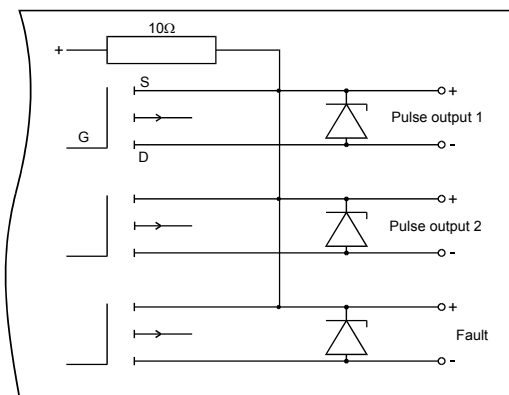 10Ω
+
S
+
G
Pulse output 1
D
-
+
Pulse output 2
-
+
Fault
-